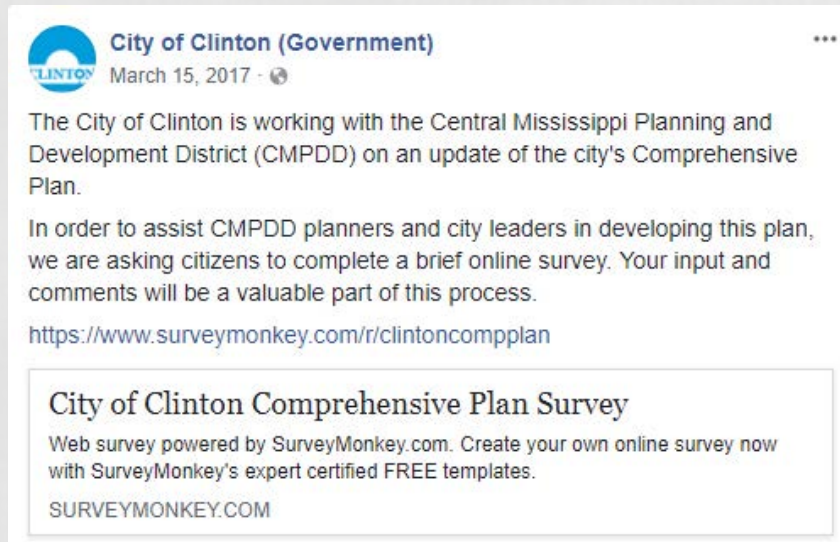 City of Clinton (Government)
CLINTON
March 15, 2017 ·
The City of Clinton is working with the Central Mississippi Planning and
Development District (CMPDD) on an update of the city's Comprehensive
Plan.
In order to assist CMPDD planners and city leaders in developing this plan,
we are asking citizens to complete a brief online survey. Your input and
comments will be a valuable part of this process.
https://www.surveymonkey.com/r/clintoncompplan
City of Clinton Comprehensive Plan Survey
Web survey powered by SurveyMonkey.com. Create your own online survey now
with SurveyMonkey's expert certified FREE templates.
SURVEYMONKEY.COM